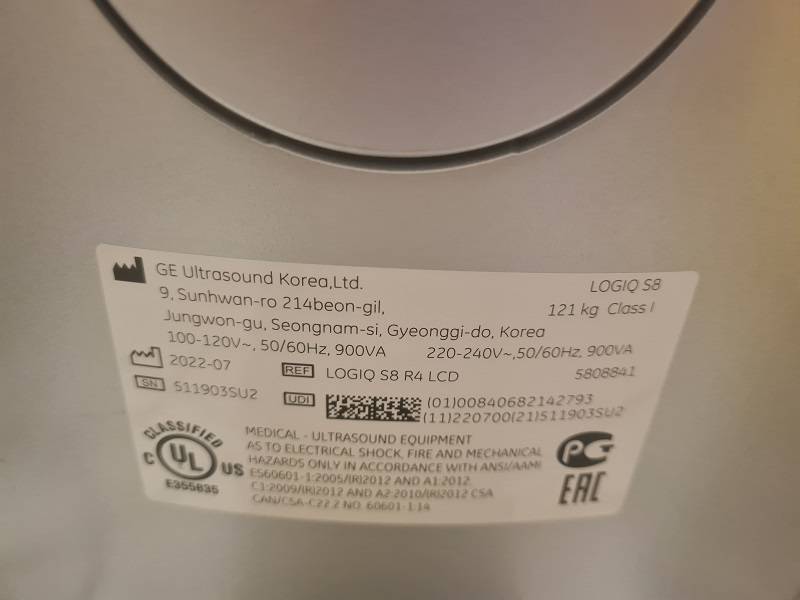 GE Ultrasound Korea,Ltd.
LOGIQ S8
9, Sunhwan-ro 214beon-gil,
121 kg Class I
Jungwon-gu, Seongnam-si, Gyeonggi-do, Korea
100-120V~, 50/60Hz, 900VA 220-240V~,50/60Hz, 900VA
2022-07 REF LOGIQ S8 R4 LCD 5808841
SN 511903SU2 UDI (01)00840682142793
(11)220700(21)511903SU2
CLASSIFIED
C UL US
E355835
MEDICAL - ULTRASOUND EQUIPMENT
AS TO ELECTRICAL SHOCK, FIRE AND MECHANICAL
HAZARDS ONLY IN ACCORDANCE WITH ANSI/AAMI
ES60601-1:2005/(R)2012 AND A1:2012,
C1:2009/(R)2012 AND A2:2010/(R)2012 CSA
CAN/CSA-C22.2 NO. 60601-1:14
PG
EAC